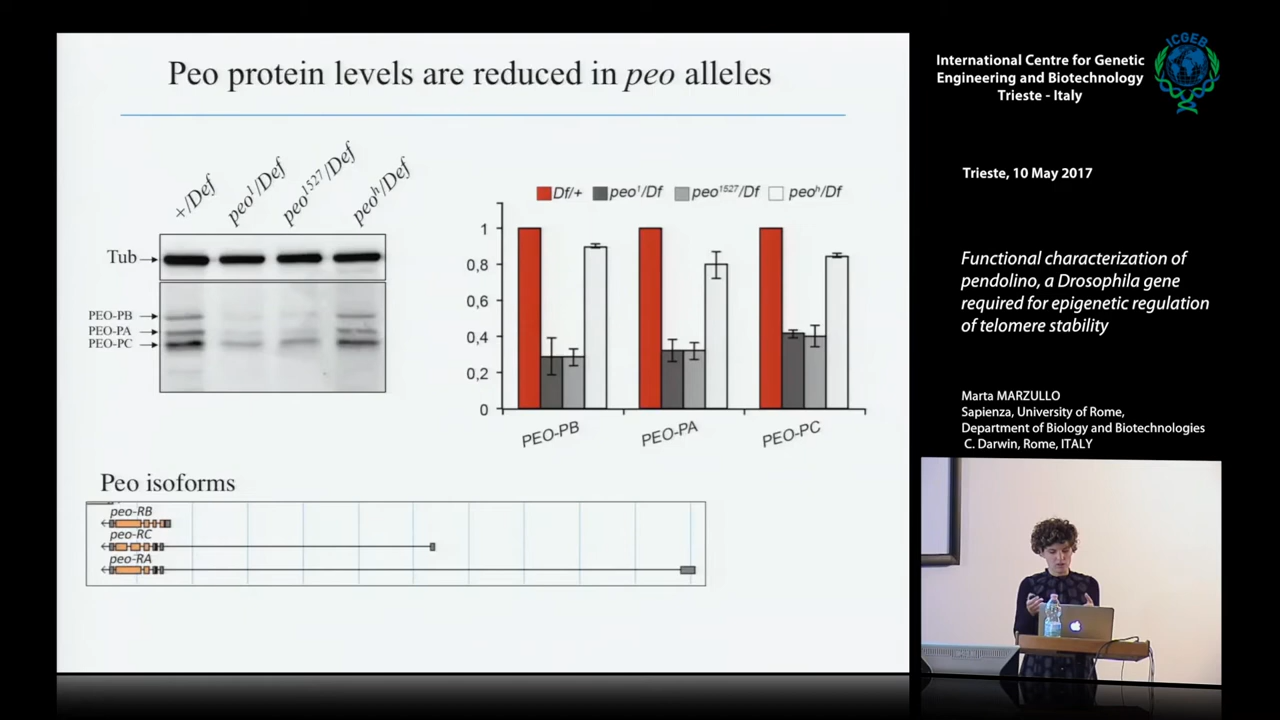 Peo protein levels are reduced in peo alleles
+/Def
peo1/Def
peo1527/Def
peoh/Def
Tub
PEO-PB
PEO-PA
PEO-PC
Df/+
peo1/Df
peo1527/Df
peoh/Df
1
0,8
0,6
0,4
0,2
0
PEO-PB
PEO-PA
PEO-PC
Peo isoforms
peo-RB
peo-RC
peo-RA
International Centre for Genetic
Engineering and Biotechnology
Trieste - Italy
ICGEB
Trieste, 10 May 2017
Functional characterization of
pendolino, a Drosophila gene
required for epigenetic regulation
of telomere stability
Marta MARZULLO
Sapienza, University of Rome,
Department of Biology and Biotechnologies
C. Darwin, Rome, ITALY